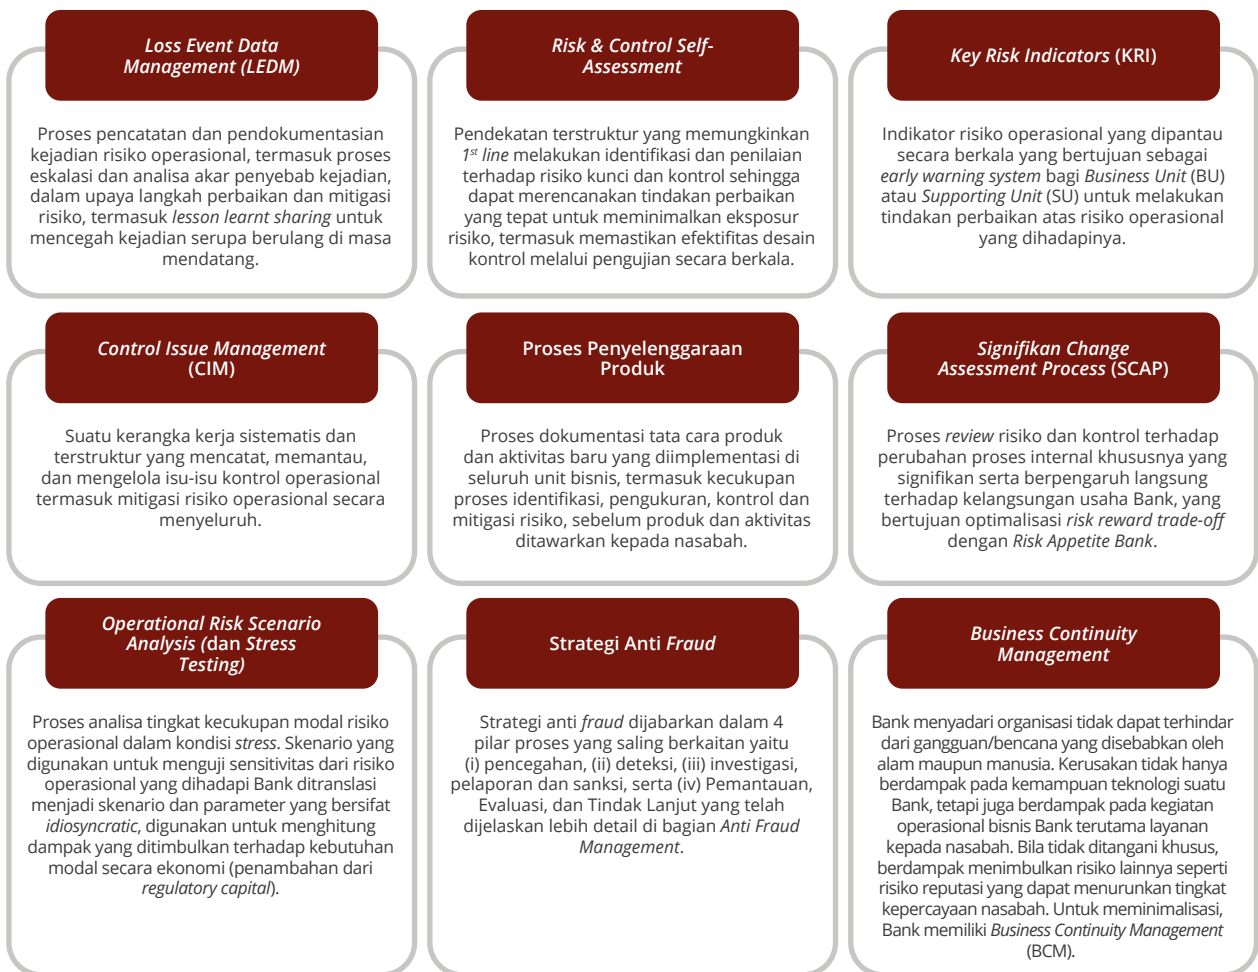 Loss Event Data
Management (LEDM)
Proses pencatatan dan pendokumentasian
kejadian risiko operasional, termasuk proses
eskalasi dan analisa akar penyebab kejadian,
dalam upaya langkah perbaikan dan mitigasi
risiko, termasuk lesson learnt sharing untuk
mencegah kejadian serupa berulang di masa
mendatang.
Risk & Control Self-
Assessment
Pendekatan terstruktur yang memungkinkan
1st line melakukan identifikasi dan penilaian
terhadap risiko kunci dan kontrol sehingga
dapat merencanakan tindakan perbaikan
yang tepat untuk meminimalkan eksposur
risiko, termasuk memastikan efektifitas desain
kontrol melalui pengujian secara berkala.
Key Risk Indicators (KRI)
Indikator risiko operasional yang dipantau
secara berkala yang bertujuan sebagai
early warning system bagi Business Unit (BU)
atau Supporting Unit (SU) untuk melakukan
tindakan perbaikan atas risiko operasional
yang dihadapinya.
Control Issue Management
(CIM)
Suatu kerangka kerja sistematis dan
terstruktur yang mencatat, memantau,
dan mengelola isu-isu kontrol operasional
termasuk mitigasi risiko operasional secara
menyeluruh.
Proses Penyelenggaraan
Produk
Proses dokumentasi tata cara produk
dan aktivitas baru yang diimplementasi di
seluruh unit bisnis, termasuk kecukupan
proses identifikasi, pengukuran, kontrol dan
mitigasi risiko, sebelum produk dan aktivitas
ditawarkan kepada nasabah.
Signifikan Change
Assessment Process (SCAP)
Proses review risiko dan kontrol terhadap
perubahan proses internal khususnya yang
signifikan serta berpengaruh langsung
terhadap kelangsungan usaha Bank, yang
bertujuan optimalisasi risk reward trade-off
dengan Risk Appetite Bank.
Operational Risk Scenario
Analysis (dan Stress
Testing)
Proses analisa tingkat kecukupan modal risiko
operasional dalam kondisi stress. Skenario yang
digunakan untuk menguji sensitivitas dari risiko
operasional yang dihadapi Bank ditranslasi
menjadi skenario dan parameter yang bersifat
idiosyncratic, digunakan untuk menghitung
dampak yang ditimbulkan terhadap kebutuhan
modal secara ekonomi (penambahan dari
regulatory capital).
Strategi Anti Fraud
Strategi anti fraud dijabarkan dalam 4
pilar proses yang saling berkaitan yaitu
(i) pencegahan, (ii) deteksi, (iii) investigasi,
pelaporan dan sanksi, serta (iv) Pemantauan,
Evaluasi, dan Tindak Lanjut yang telah
dijelaskan lebih detail di bagian Anti Fraud
Management.
Business Continuity
Management
Bank menyadari organisasi tidak dapat terhindar
dari gangguan/bencana yang disebabkan oleh
alam maupun manusia. Kerusakan tidak hanya
berdampak pada kemampuan teknologi suatu
Bank, tetapi juga berdampak pada kegiatan
operasional bisnis Bank terutama layanan
kepada nasabah. Bila tidak ditangani khusus,
berdampak menimbulkan risiko lainnya seperti
risiko reputasi yang dapat menurunkan tingkat
kepercayaan nasabah. Untuk meminimalisasi,
Bank memiliki Business Continuity Management
(BCM).